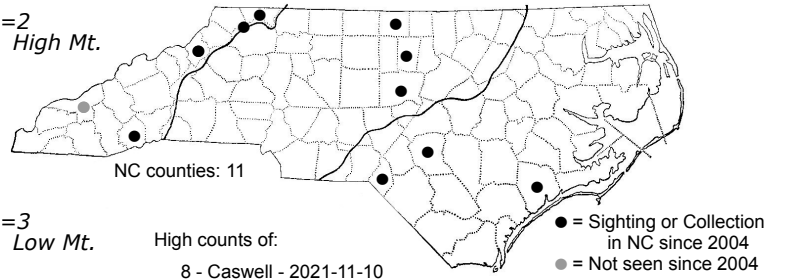 =2
High Mt.
NC counties: 11
=3
Low Mt.
High counts of:
8 - Caswell - 2021-11-10
= Sighting or Collection
in NC since 2004
= Not seen since 2004